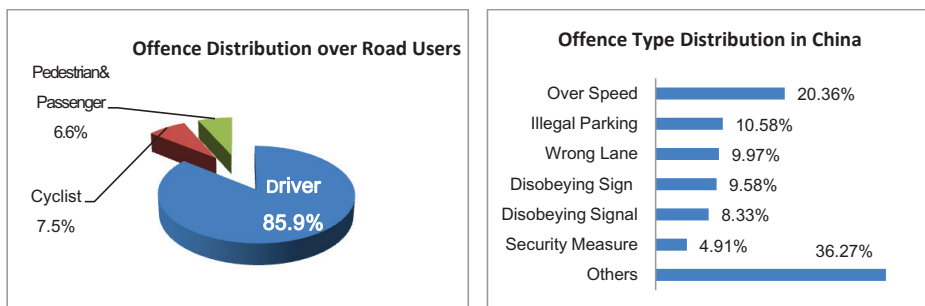 Offence Distribution over Road Users
Pedestrian&
Passenger
6.6%
Cyclist
7.5%
Driver
85.9%
Offence Type Distribution in China
Over Speed 20.36%
Illegal Parking 10.58%
Wrong Lane 9.97%
Disobeying Sign 9.58%
Disobeying Signal 8.33%
Security Measure 4.91%
Others 36.27%